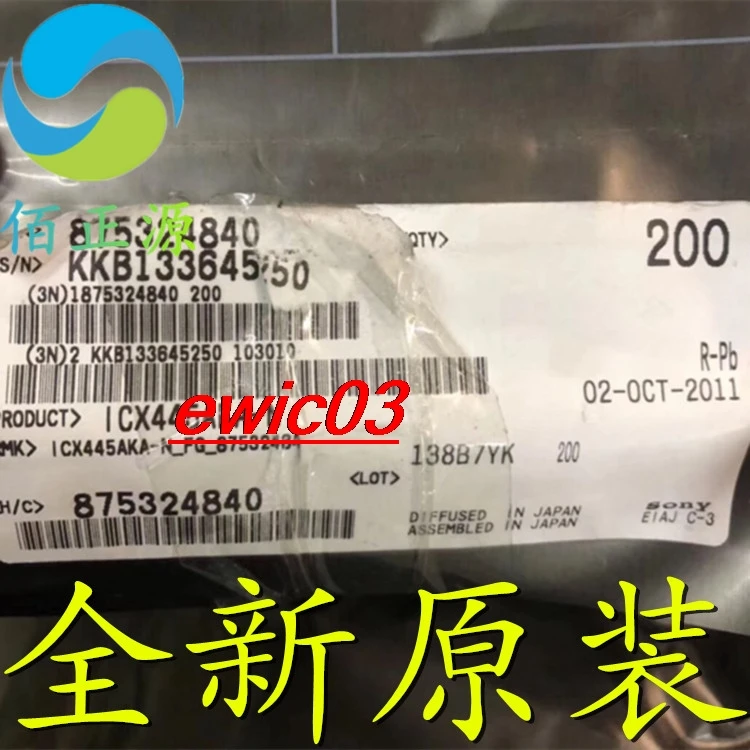 佰正源
875324840
QTY> 200
S/N> KKB133645250
(3N)1875324840 200
(3N)2 KKB133645250 103010
R-Pb
02-OCT-2011
PRODUCT> ICX445AKA-N
ewic03
MK> ICX445AKA-N_FG_87532484
138B7YK 200
<LOT>
H/C> 875324840
DIFFUSED IN JAPAN
ASSEMBLED IN JAPAN
sony
EIAJ C-3
全新原装